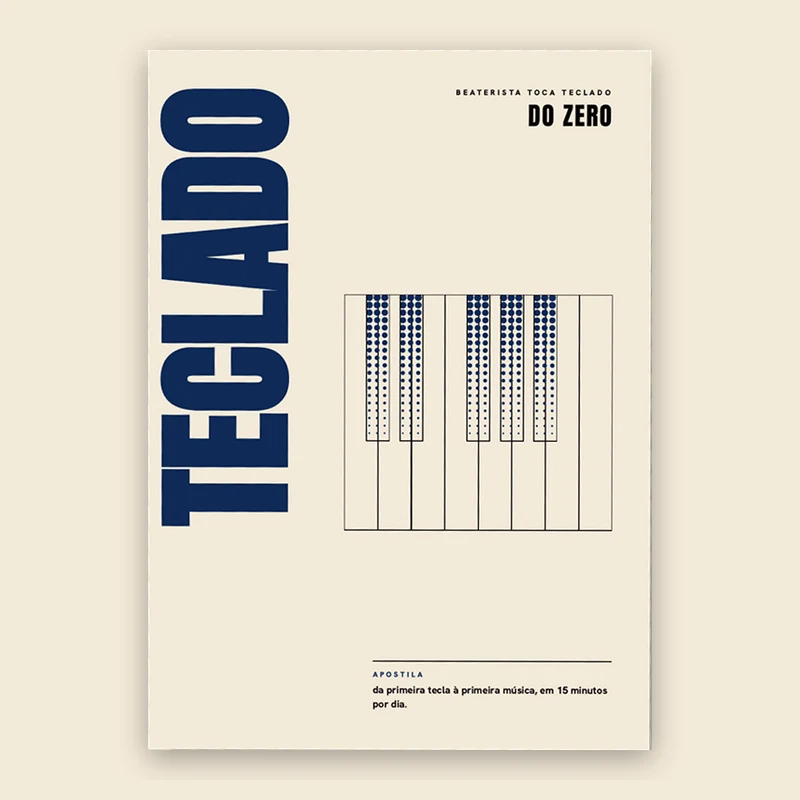 TECLADO
BEATERISTA TOCA TECLADO
DO ZERO
APOSTILA
da primeira tecla à primeira música, em 15 minutos
por dia.